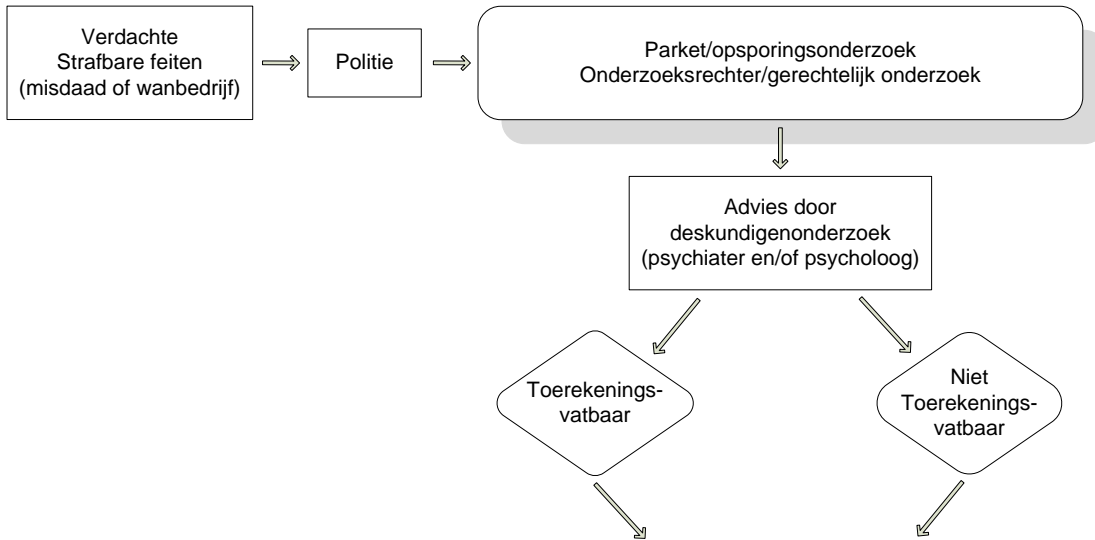 Verdachte
Strafbare feiten
(misdaad of wanbedrijf)
Politie
Parket/opsporingsonderzoek
Onderzoeksrechter/gerechtelijk onderzoek
Advies door
deskundigenonderzoek
(psychiater en/of psycholoog)
Toerekenings-
vatbaar
Niet
Toerekenings-
vatbaar